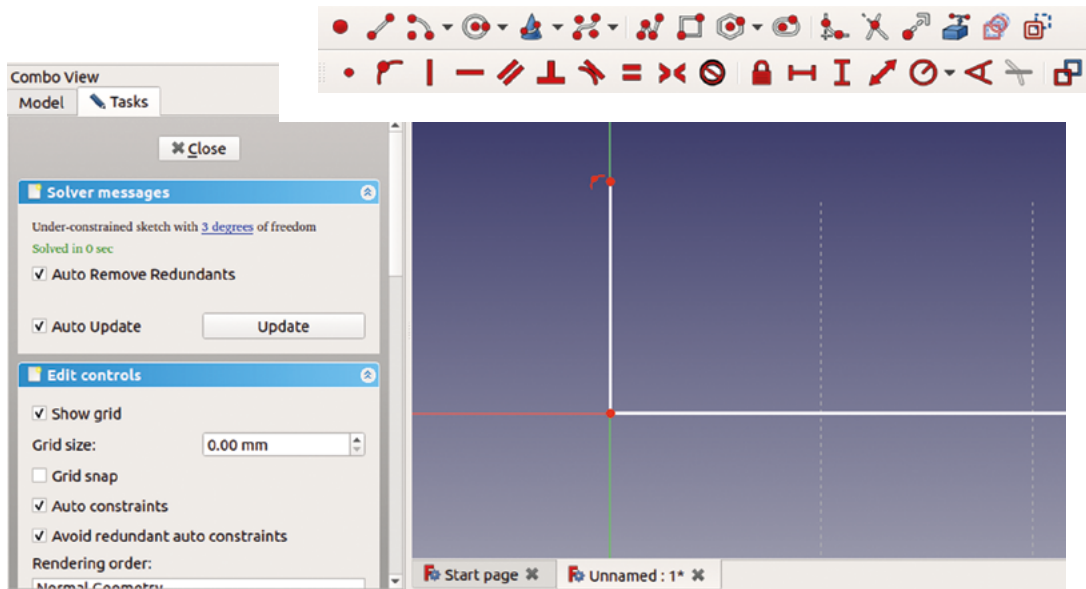 Combo View
Model
Tasks
Close
Solver messages
Under-constrained sketch with 3 degrees of freedom
Solved in 0 sec
Auto Remove Redundants
Auto Update
Update
Edit controls
Show grid
Grid size:
0.00 mm
Grid snap
Auto constraints
Avoid redundant auto constraints
Rendering order:
Normal Geometry
Start page
Unnamed : 1*